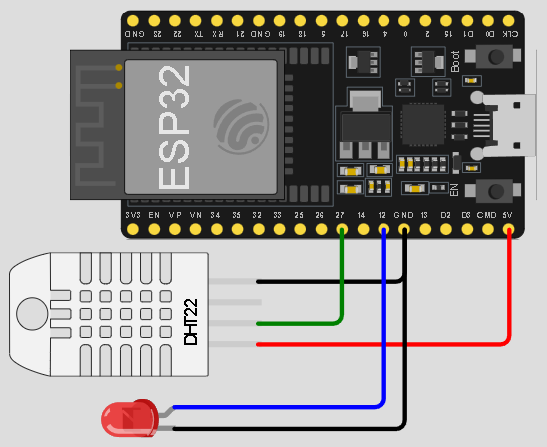 GND 23 22 TX RX 21 GND 19 18 5 17 16 4 0 2 15 D1 D0 CLK
Boot
ESP32
EN
3V3 EN VP VN 34 35 32 33 25 26 27 14 12 GND 13 D2 D3 CMD 5V
DHT22